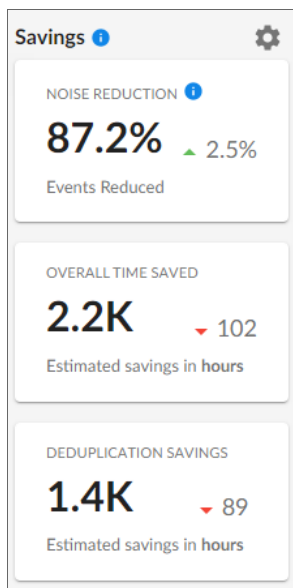 Savings
NOISE REDUCTION
87.2% 2.5%
Events Reduced
OVERALL TIME SAVED
2.2K 102
Estimated savings in hours
DEDUPLICATION SAVINGS
1.4K 89
Estimated savings in hours